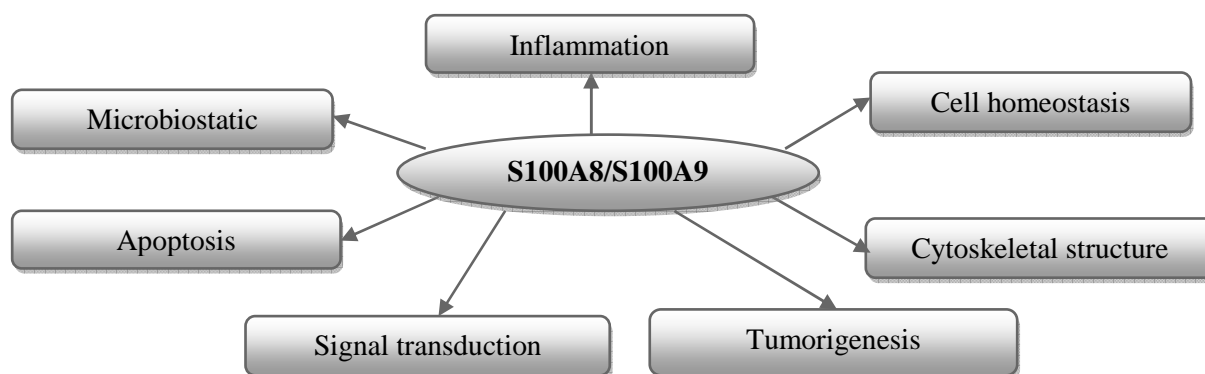 Inflammation
Cell homeostasis
Microbiostatic
S100A8/S100A9
Apoptosis
Cytoskeletal structure
Signal transduction
Tumorigenesis